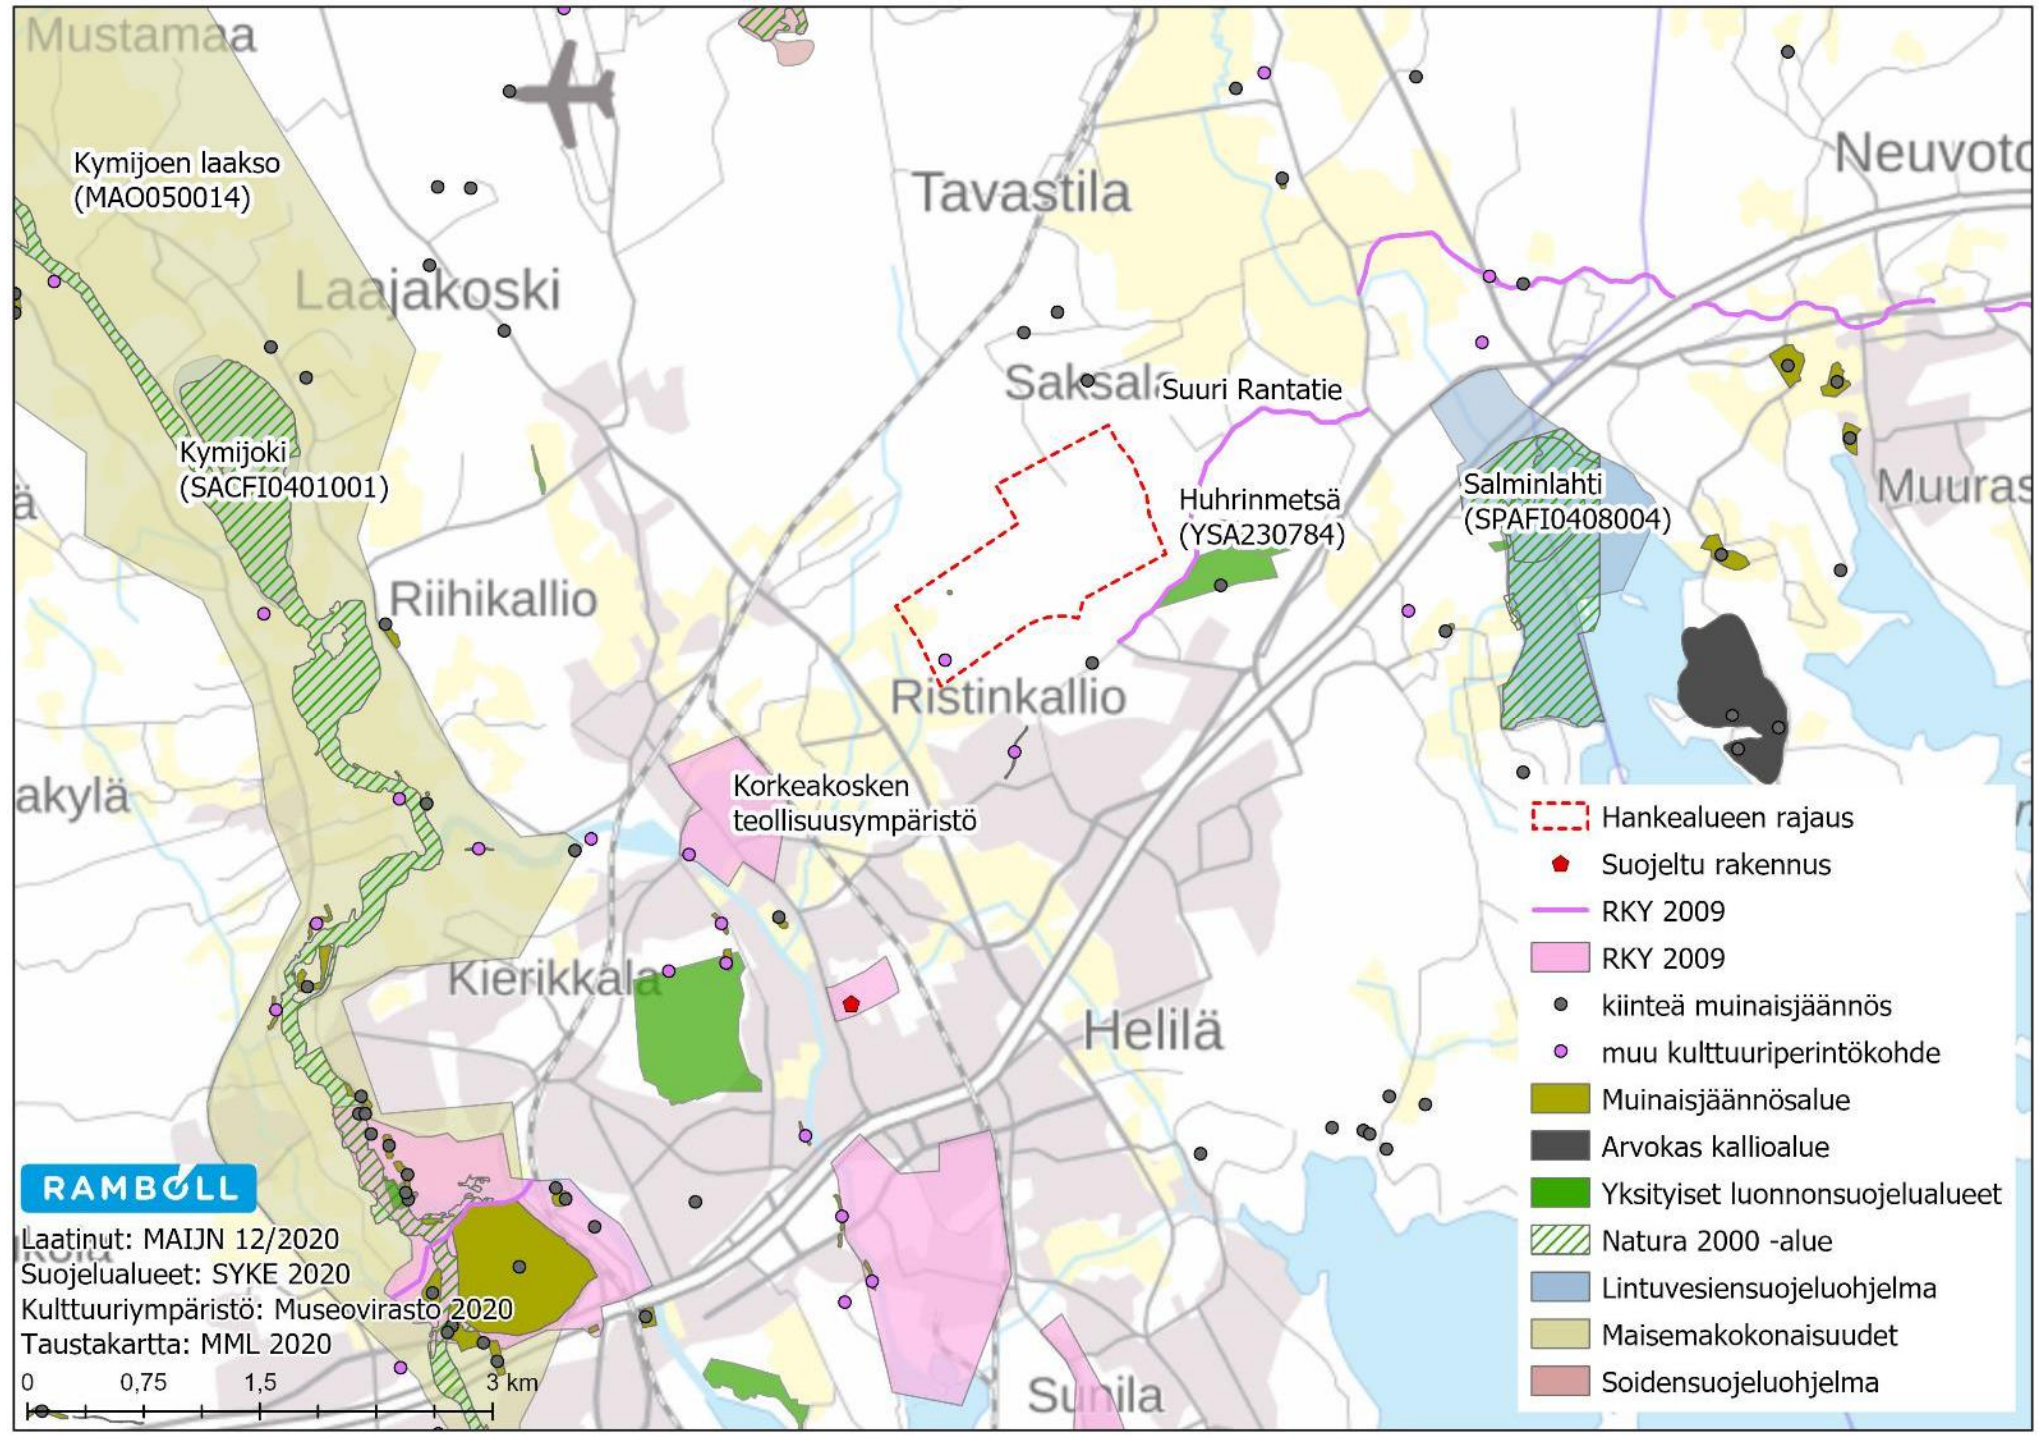 Mustamaa
Kymijoen laakso
(MAO050014)
Tavastila
Neuvoto
Laajakoski
Saksala
Suuri Rantatie
Kymijoki
(SACFI0401001)
Huhrinmetsä
(YSA230784)
Salminlahti
(SPAFI0408004)
Muuras
ä
Riihikallio
Ristinkallio
Korkeakosken
teollisuusympäristö
akylä
Kierikkala
Helilä
Sunila
Hankealueen rajaus
Suojeltu rakennus
RKY 2009
RKY 2009
kiinteä muinaisjäännös
muu kulttuuriperintökohde
Muinaisjäännösalue
Arvokas kallioalue
Yksityiset luonnonsuojelualueet
Natura 2000 -alue
Lintuvesiensuojeluohjelma
Maisemakokonaisuudet
Soidensuojeluohjelma
RAMBOLL
Laatinut: MAIJN 12/2020
Suojelualueet: SYKE 2020
Kulttuuriympäristö: Museovirasto 2020
Taustakartta: MML 2020
0 0,75 1,5 3 km